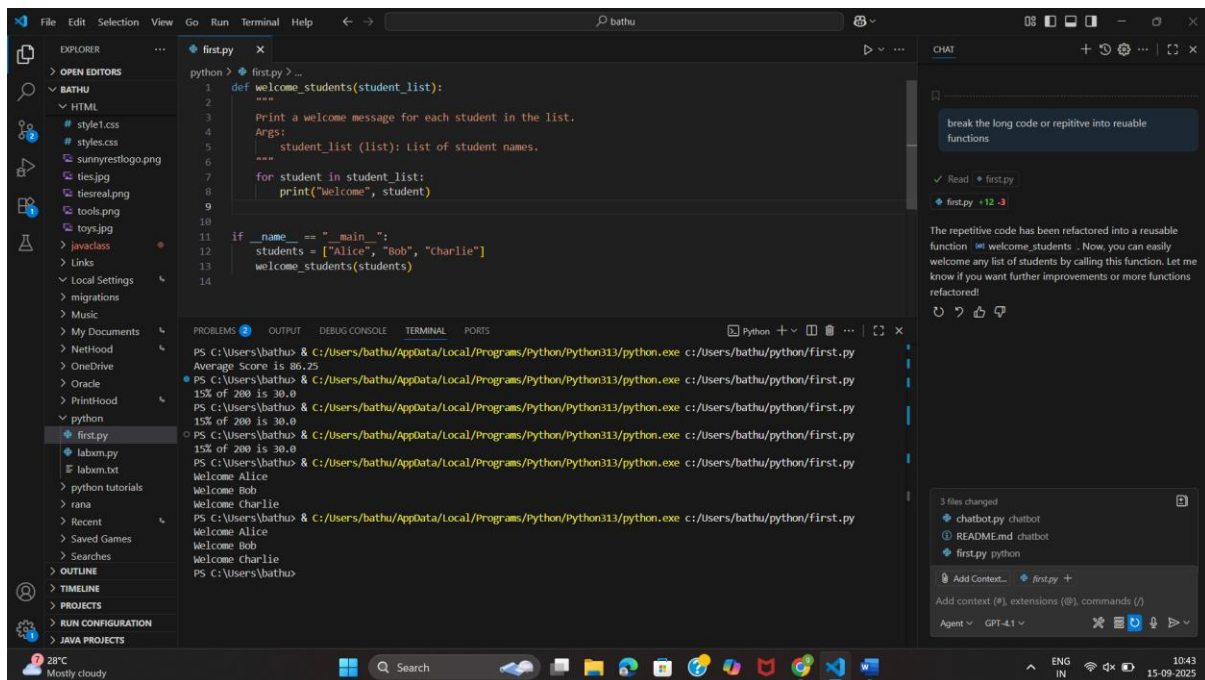 File Edit Selection View Go Run Terminal Help
bathu
EXPLORER
OPEN EDITORS
BATHU
HTML
# style1.css
# styles.css
sunnyrestlogo.png
ties.jpg
tiesreal.png
tools.png
toys.jpg
javaclass
Links
Local Settings
migrations
Music
My Documents
NetHood
OneDrive
Oracle
PrintHood
python
first.py
labxm.py
labxm.txt
python tutorials
rana
Recent
Saved Games
Searches
OUTLINE
TIMELINE
PROJECTS
RUN CONFIGURATION
JAVA PROJECTS
first.py
python > first.py > ...
1 def welcome_students(student_list):
2 """
3 Print a welcome message for each student in the list.
4 Args:
5 student_list (list): List of student names.
6 """
7 for student in student_list:
8 print("Welcome", student)
9
10
11 if __name__ == "__main__":
12 students = ["Alice", "Bob", "Charlie"]
13 welcome_students(students)
14
PROBLEMS 2 OUTPUT DEBUG CONSOLE TERMINAL PORTS
Python
PS C:\Users\bathu> & C:/Users/bathu/AppData/Local/Programs/Python/Python313/python.exe c:/Users/bathu/python/first.py
Average Score is 86.25
PS C:\Users\bathu> & C:/Users/bathu/AppData/Local/Programs/Python/Python313/python.exe c:/Users/bathu/python/first.py
15% of 200 is 30.0
PS C:\Users\bathu> & C:/Users/bathu/AppData/Local/Programs/Python/Python313/python.exe c:/Users/bathu/python/first.py
15% of 200 is 30.0
PS C:\Users\bathu> & C:/Users/bathu/AppData/Local/Programs/Python/Python313/python.exe c:/Users/bathu/python/first.py
15% of 200 is 30.0
PS C:\Users\bathu> & C:/Users/bathu/AppData/Local/Programs/Python/Python313/python.exe c:/Users/bathu/python/first.py
Welcome Alice
Welcome Bob
Welcome Charlie
PS C:\Users\bathu> & C:/Users/bathu/AppData/Local/Programs/Python/Python313/python.exe c:/Users/bathu/python/first.py
Welcome Alice
Welcome Bob
Welcome Charlie
PS C:\Users\bathu>
CHAT
break the long code or repititve into reuable
functions
Read first.py
first.py +12 -3
The repetitive code has been refactored into a reusable
function welcome_students . Now, you can easily
welcome any list of students by calling this function. Let me
know if you want further improvements or more functions
refactored!
3 files changed
chatbot.py chatbot
README.md chatbot
first.py python
Add Context... first.py +
Add context (#), extensions (@), commands (/)
Agent GPT-4.1
2
1
1
7
28°C
Mostly cloudy
Search
ENG
IN
10:43
15-09-2025